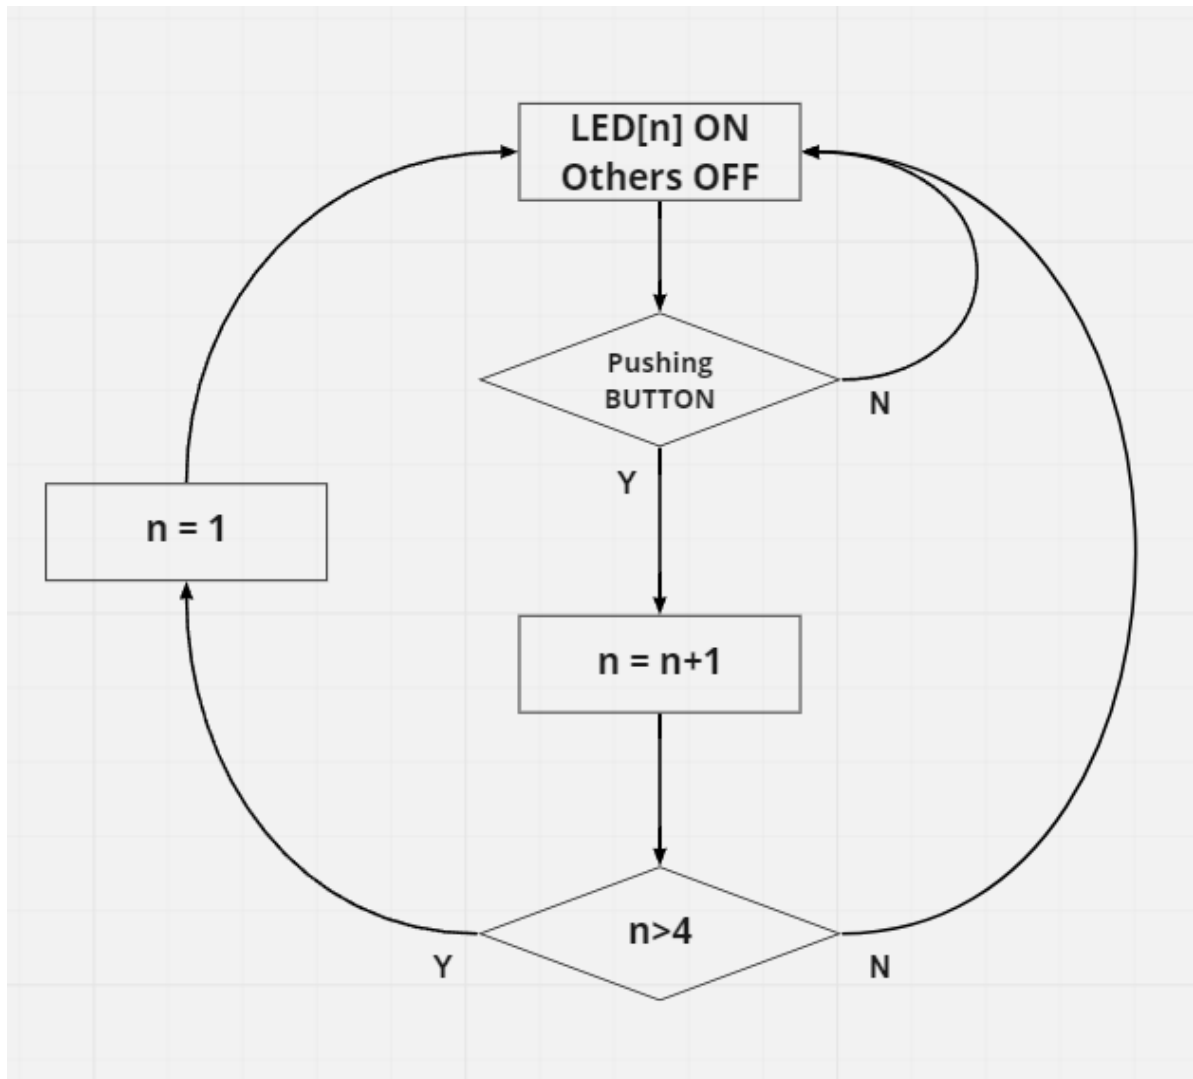 LED[n] ON
Others OFF
Pushing
BUTTON
N
Y
n = 1
n = n+1
n>4
Y
N